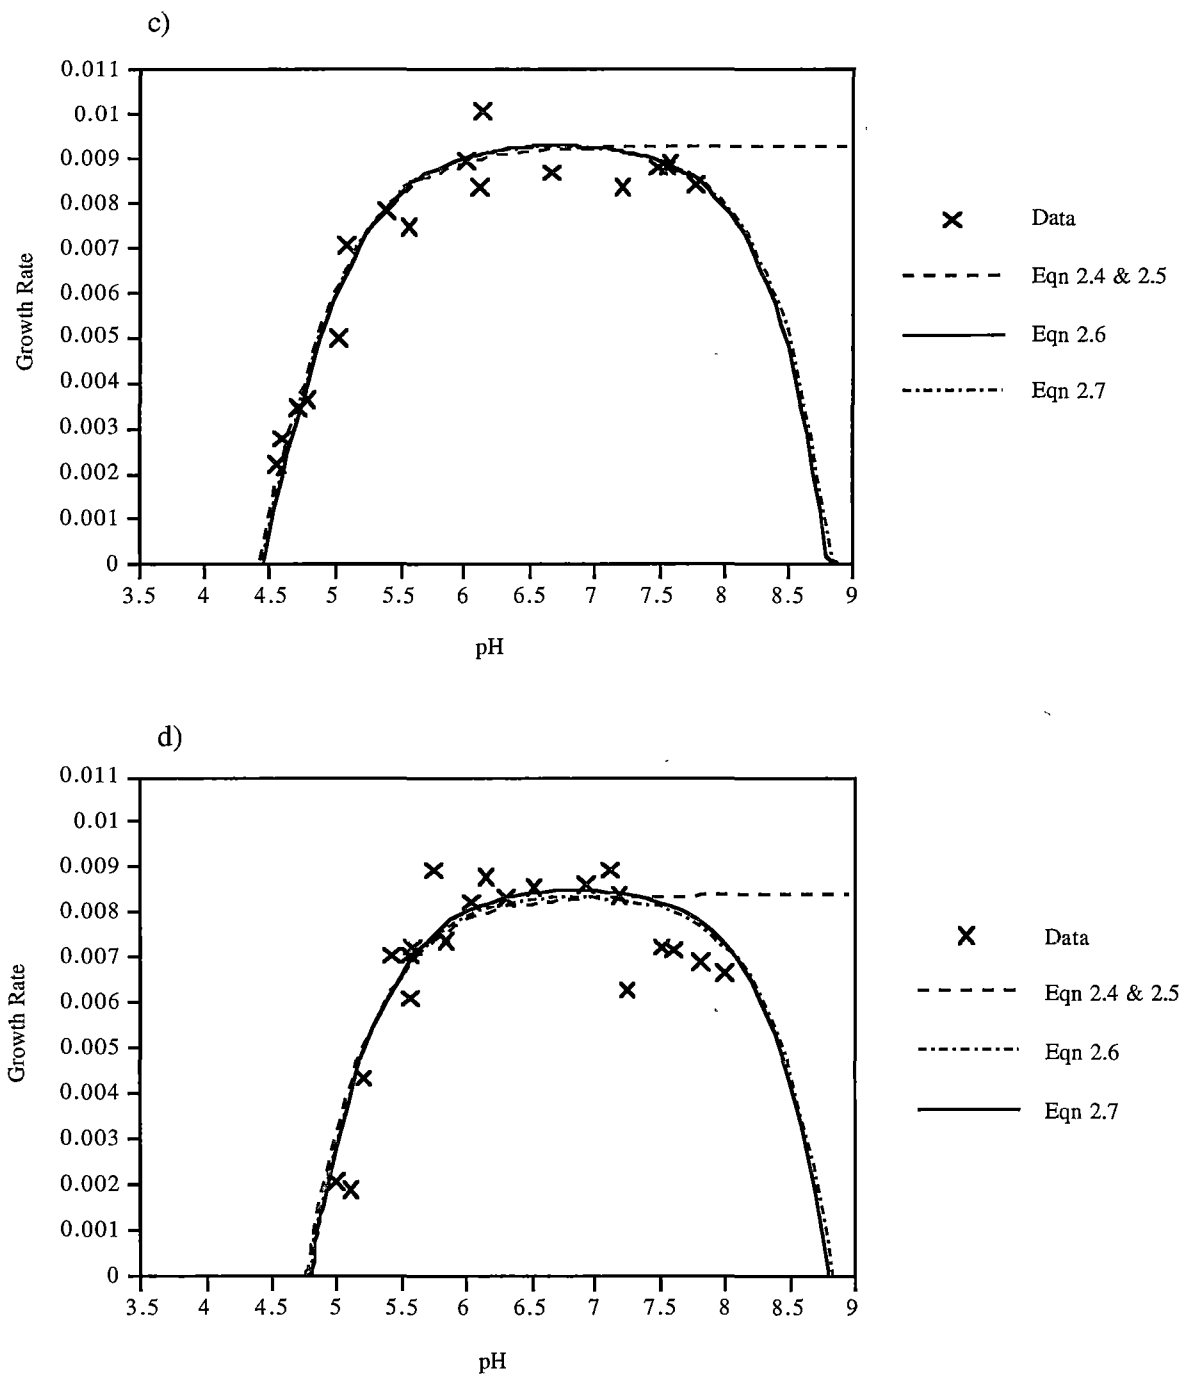 c)
0.011
0.01
0.009
0.008
0.007
0.006
0.005
0.004
0.003
0.002
0.001
0
Growth Rate
3.5 4 4.5 5 5.5 6 6.5 7 7.5 8 8.5 9
pH
Data
Eqn 2.4 & 2.5
Eqn 2.6
Eqn 2.7
d)
0.011
0.01
0.009
0.008
0.007
0.006
0.005
0.004
0.003
0.002
0.001
0
Growth Rate
3.5 4 4.5 5 5.5 6 6.5 7 7.5 8 8.5 9
pH
Data
Eqn 2.4 & 2.5
Eqn 2.6
Eqn 2.7